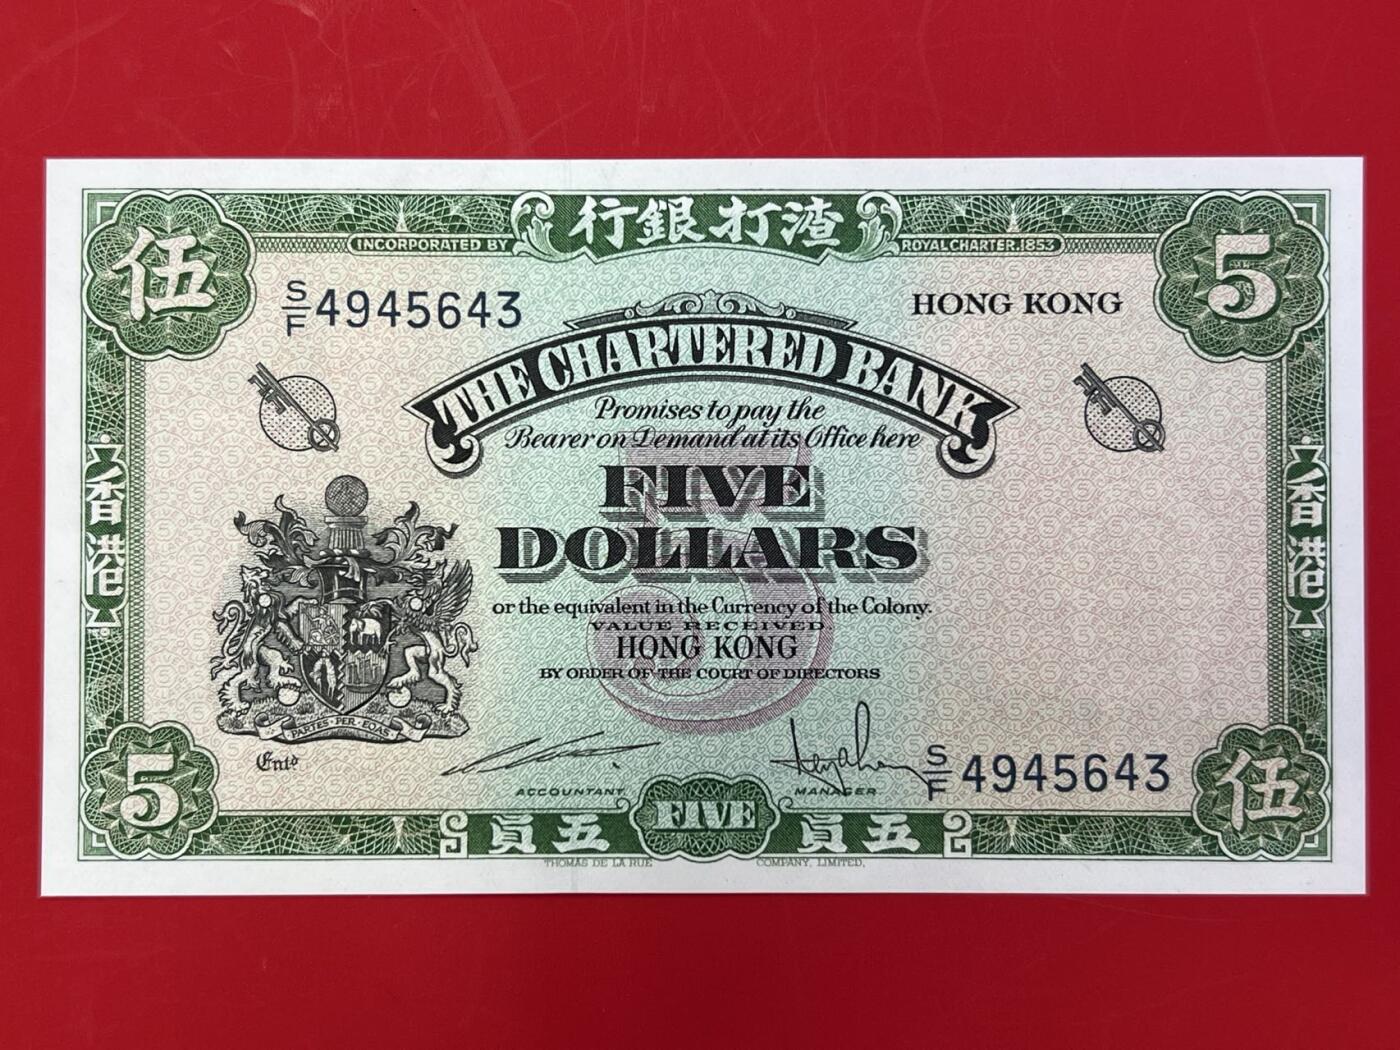 行銀打渣
INCORPORATED BY ROYAL CHARTER.1853
伍
5
S/F 4945643
HONG KONG
THE CHARTERED BANK
Promises to pay the
Bearer on Demand at its Office here
FIVE
DOLLARS
or the equivalent in the Currency of the Colony.
VALUE RECEIVED
HONG KONG
BY ORDER OF THE COURT OF DIRECTORS
香港
香港
PARTES·PER·EQAS
Entd
ACCOUNTANT.
MANAGER
S/F 4945643
5
員五
FIVE
員五
伍
THOMAS DE LA RUE COMPANY, LIMITED.